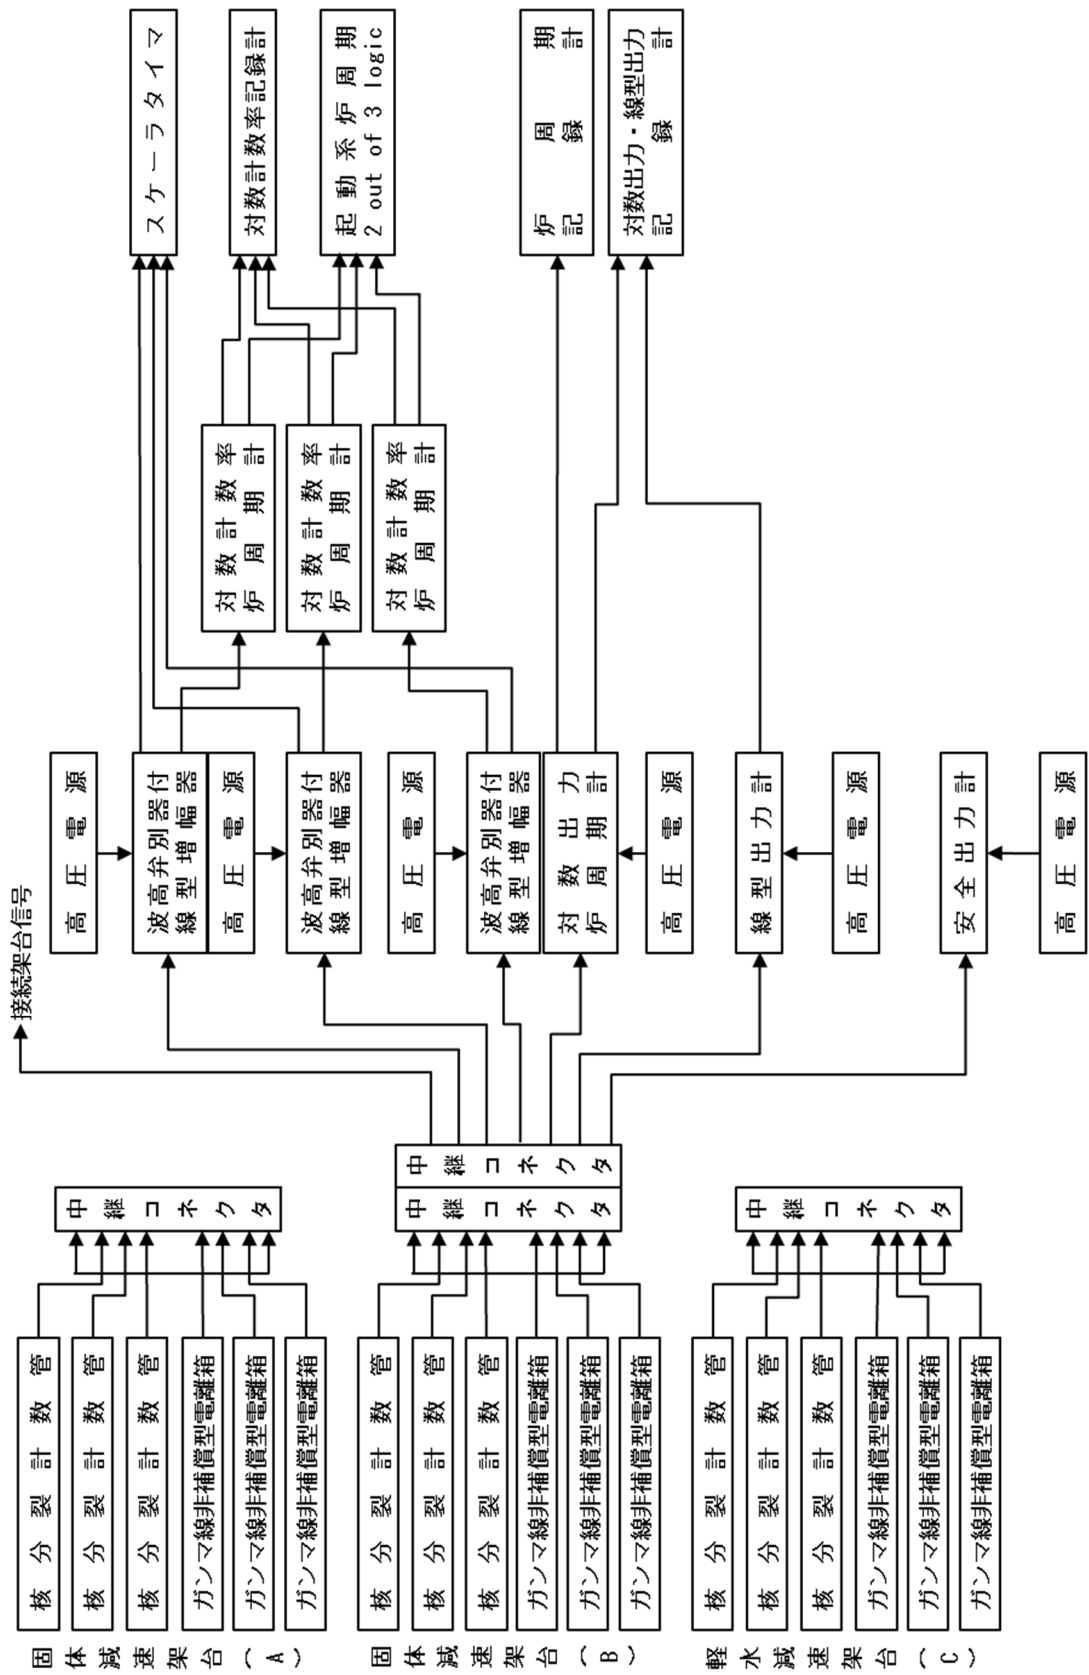 固体減速架台(A)
核分裂計数管
核分裂計数管
核分裂計数管
ガンマ線非補償型電離箱
ガンマ線非補償型電離箱
ガンマ線非補償型電離箱
中継コネクタ
固体減速架台(B)
核分裂計数管
核分裂計数管
核分裂計数管
ガンマ線非補償型電離箱
ガンマ線非補償型電離箱
ガンマ線非補償型電離箱
中継コネクタ
中継コネクタ
軽水減速架台(C)
核分裂計数管
核分裂計数管
核分裂計数管
ガンマ線非補償型電離箱
ガンマ線非補償型電離箱
ガンマ線非補償型電離箱
中継コネクタ
接続架台信号
高圧電源
波高弁別器付
線型増幅器
高圧電源
波高弁別器付
線型増幅器
高圧電源
波高弁別器付
線型増幅器
対数出力
炉周期計
高圧電源
線型出力計
高圧電源
安全出力計
高圧電源
対数計数率
炉周期計
対数計数率
炉周期計
対数計数率
炉周期計
スケーラタイマ
対数計数率記録計
起動系炉周期
2 out of 3 logic
炉周期
記録計
対数出力・線型出力
記録計